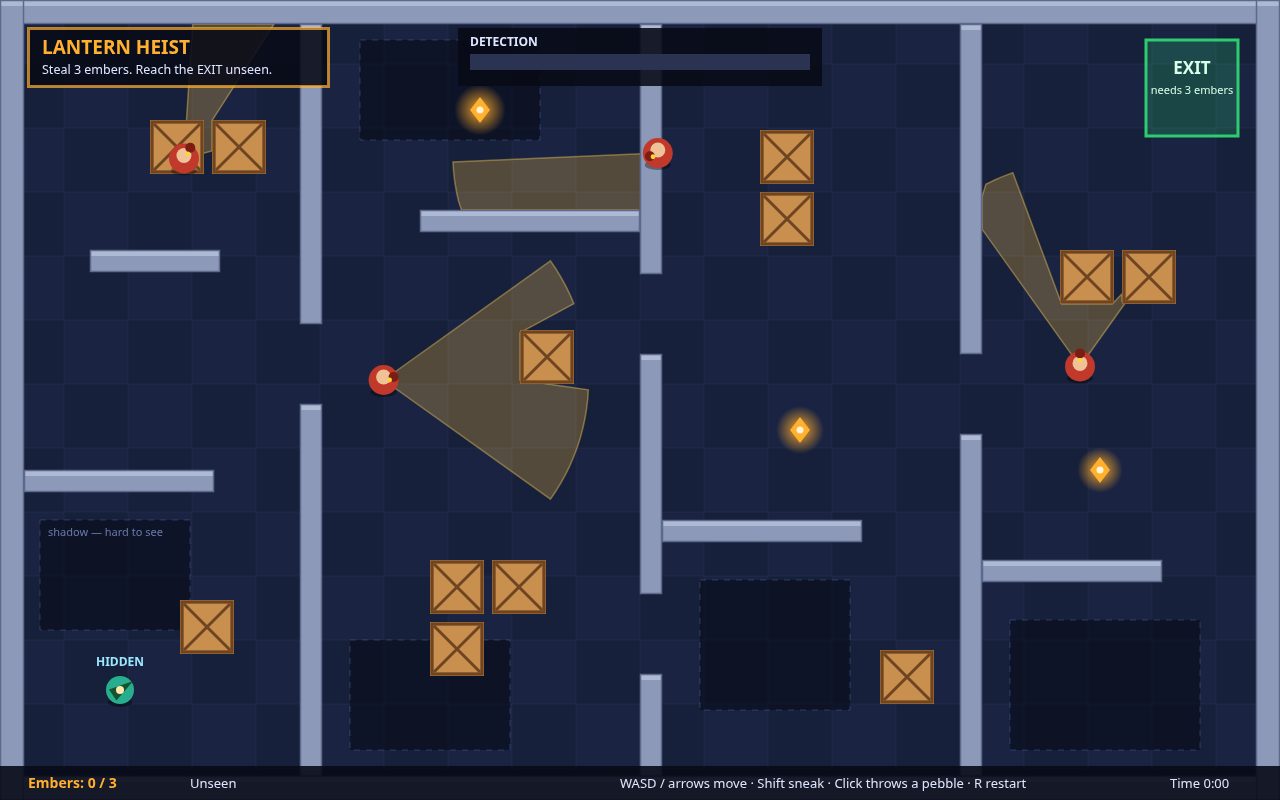 LANTERN HEIST
Steal 3 embers. Reach the EXIT unseen.
DETECTION
EXIT
needs 3 embers
shadow — hard to see
HIDDEN
Embers: 0 / 3
Unseen
WASD / arrows move · Shift sneak · Click throws a pebble · R restart
Time 0:00